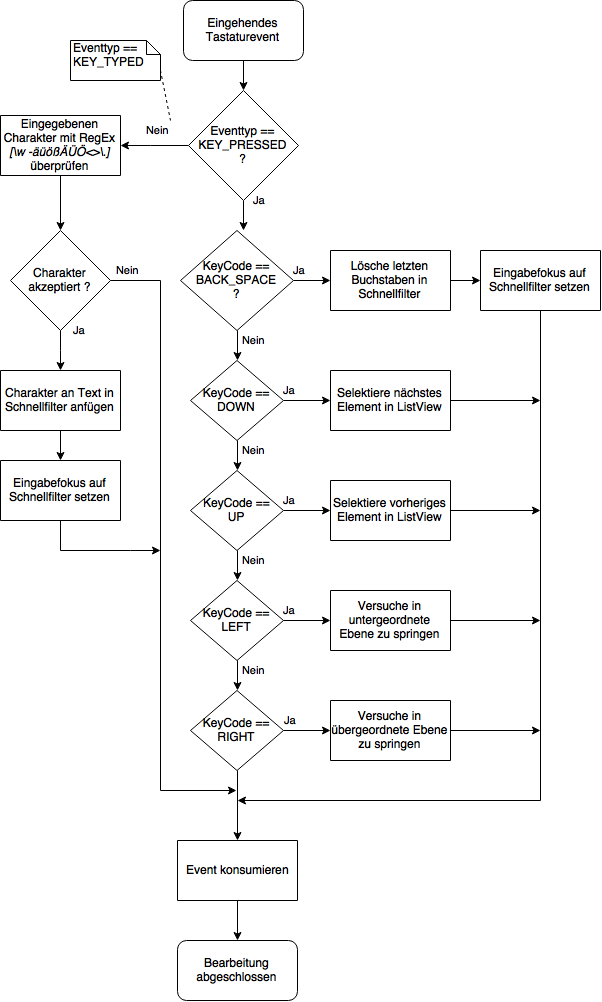 Eingehendes
Tastaturevent
Eventtyp ==
KEY_TYPED
Eventtyp ==
KEY_PRESSED
?
Nein
Ja
Eingegebenen
Charakter mit RegEx
[\w -äüößÄÜÖ<>\.]
überprüfen
Charakter
akzeptiert ?
Nein
Ja
KeyCode ==
BACK_SPACE
?
Ja
Nein
Lösche letzten
Buchstaben in
Schnellfilter
Eingabefokus auf
Schnellfilter setzen
Charakter an Text in
Schnellfilter anfügen
Eingabefokus auf
Schnellfilter setzen
KeyCode ==
DOWN
Ja
Nein
Selektiere nächstes
Element in ListView
KeyCode ==
UP
Ja
Nein
Selektiere vorheriges
Element in ListView
KeyCode ==
LEFT
Ja
Nein
Versuche in
untergeordnete
Ebene zu springen
KeyCode ==
RIGHT
Ja
Versuche in
übergeordnete Ebene
zu springen
Event konsumieren
Bearbeitung
abgeschlossen